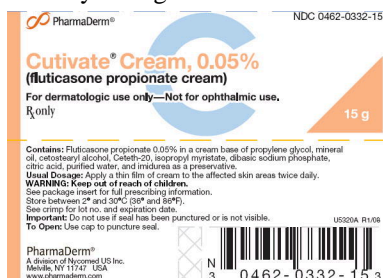 PharmaDerm®
NDC 0462-0332-15
Cutivate® Cream, 0.05%
(fluticasone propionate cream)
For dermatologic use only—Not for ophthalmic use.
℞ only
15 g
Contains: Fluticasone propionate 0.05% in a cream base of propylene glycol, mineral
oil, cetostearyl alcohol, Ceteth-20, isopropyl myristate, dibasic sodium phosphate,
citric acid, purified water, and imidurea as a preservative.
Usual Dosage: Apply a thin film of cream to the affected skin areas twice daily.
WARNING: Keep out of reach of children.
See package insert for full prescribing information.
Store between 2° and 30°C (36° and 86°F).
See crimp for lot no. and expiration date.
Important: Do not use if seal has been punctured or is not visible.
To Open: Use cap to puncture seal.
U5320A R1/08
PharmaDerm®
A division of Nycomed US Inc.
Melville, NY 11747 USA
www.pharmaderm.com
N
3 0462-0332-15 3